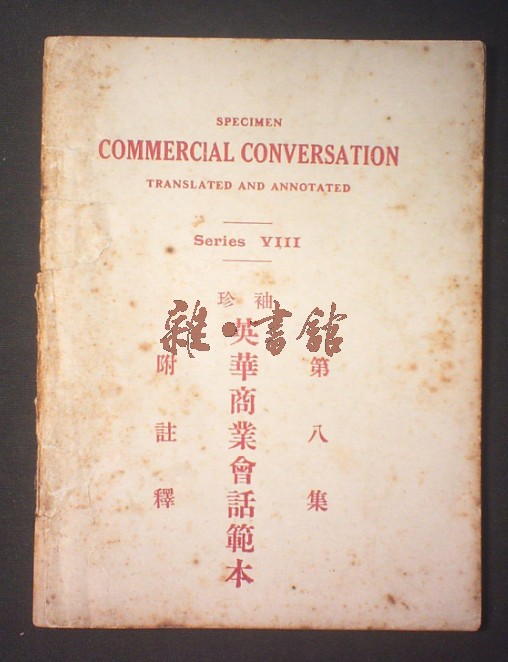 SPECIMEN
COMMERCIAL CONVERSATION
TRANSLATED AND ANNOTATED
Series VIII
袖珍
雜·書館
第八集
英華商業會話範本
附註釋